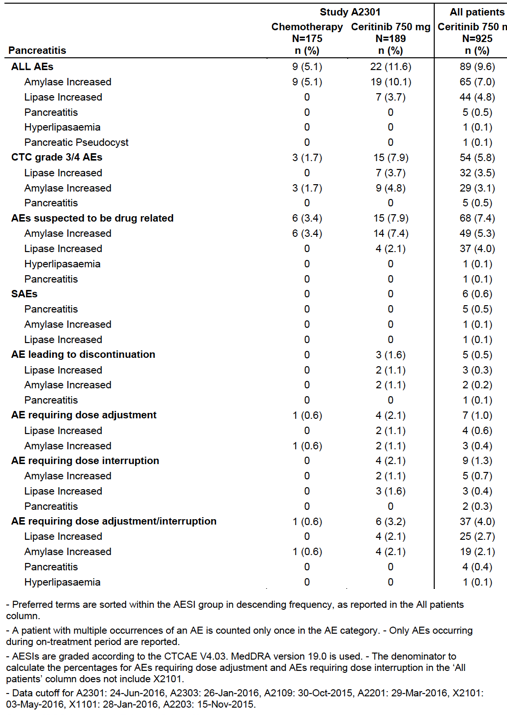 Study A2301 All patients
Chemotherapy Ceritinib 750 mg Ceritinib 750 m
N=175 N=189 N=925
Pancreatitis n (%) n (%) n (%)
ALL AEs 9 (5.1) 22 (11.6) 89 (9.6)
Amylase Increased 9 (5.1) 19 (10.1) 65 (7.0)
Lipase Increased 0 7 (3.7) 44 (4.8)
Pancreatitis 0 0 5 (0.5)
Hyperlipasaemia 0 0 1 (0.1)
Pancreatic Pseudocyst 0 0 1 (0.1)
CTC grade 3/4 AEs 3 (1.7) 15 (7.9) 54 (5.8)
Lipase Increased 0 7 (3.7) 32 (3.5)
Amylase Increased 3 (1.7) 9 (4.8) 29 (3.1)
Pancreatitis 0 0 5 (0.5)
AEs suspected to be drug related 6 (3.4) 15 (7.9) 68 (7.4)
Amylase Increased 6 (3.4) 14 (7.4) 49 (5.3)
Lipase Increased 0 4 (2.1) 37 (4.0)
Hyperlipasaemia 0 0 1 (0.1)
Pancreatitis 0 0 1 (0.1)
SAEs 0 0 6 (0.6)
Pancreatitis 0 0 5 (0.5)
Amylase Increased 0 0 1 (0.1)
Lipase Increased 0 0 1 (0.1)
AE leading to discontinuation 0 3 (1.6) 5 (0.5)
Lipase Increased 0 2 (1.1) 3 (0.3)
Amylase Increased 0 2 (1.1) 2 (0.2)
Pancreatitis 0 0 1 (0.1)
AE requiring dose adjustment 1 (0.6) 4 (2.1) 7 (1.0)
Lipase Increased 0 2 (1.1) 4 (0.6)
Amylase Increased 1 (0.6) 2 (1.1) 3 (0.4)
AE requiring dose interruption 0 4 (2.1) 9 (1.3)
Amylase Increased 0 2 (1.1) 5 (0.7)
Lipase Increased 0 3 (1.6) 3 (0.4)
Pancreatitis 0 0 2 (0.3)
AE requiring dose adjustment/interruption 1 (0.6) 6 (3.2) 37 (4.0)
Lipase Increased 0 4 (2.1) 25 (2.7)
Amylase Increased 1 (0.6) 4 (2.1) 19 (2.1)
Pancreatitis 0 0 4 (0.4)
Hyperlipasaemia 0 0 1 (0.1)
- Preferred terms are sorted within the AESI group in descending frequency, as reported in the All patients
column.
- A patient with multiple occurrences of an AE is counted only once in the AE category. - Only AEs occurring
during on-treatment period are reported.
- AESIs are graded according to the CTCAE V4.03. MedDRA version 19.0 is used. - The denominator to
calculate the percentages for AEs requiring dose adjustment and AEs requiring dose interruption in the 'All
patients' column does not include X2101.
- Data cutoff for A2301: 24-Jun-2016, A2303: 26-Jan-2016, A2109: 30-Oct-2015, A2201: 29-Mar-2016, X2101:
03-May-2016, X1101: 28-Jan-2016, A2203: 15-Nov-2015.